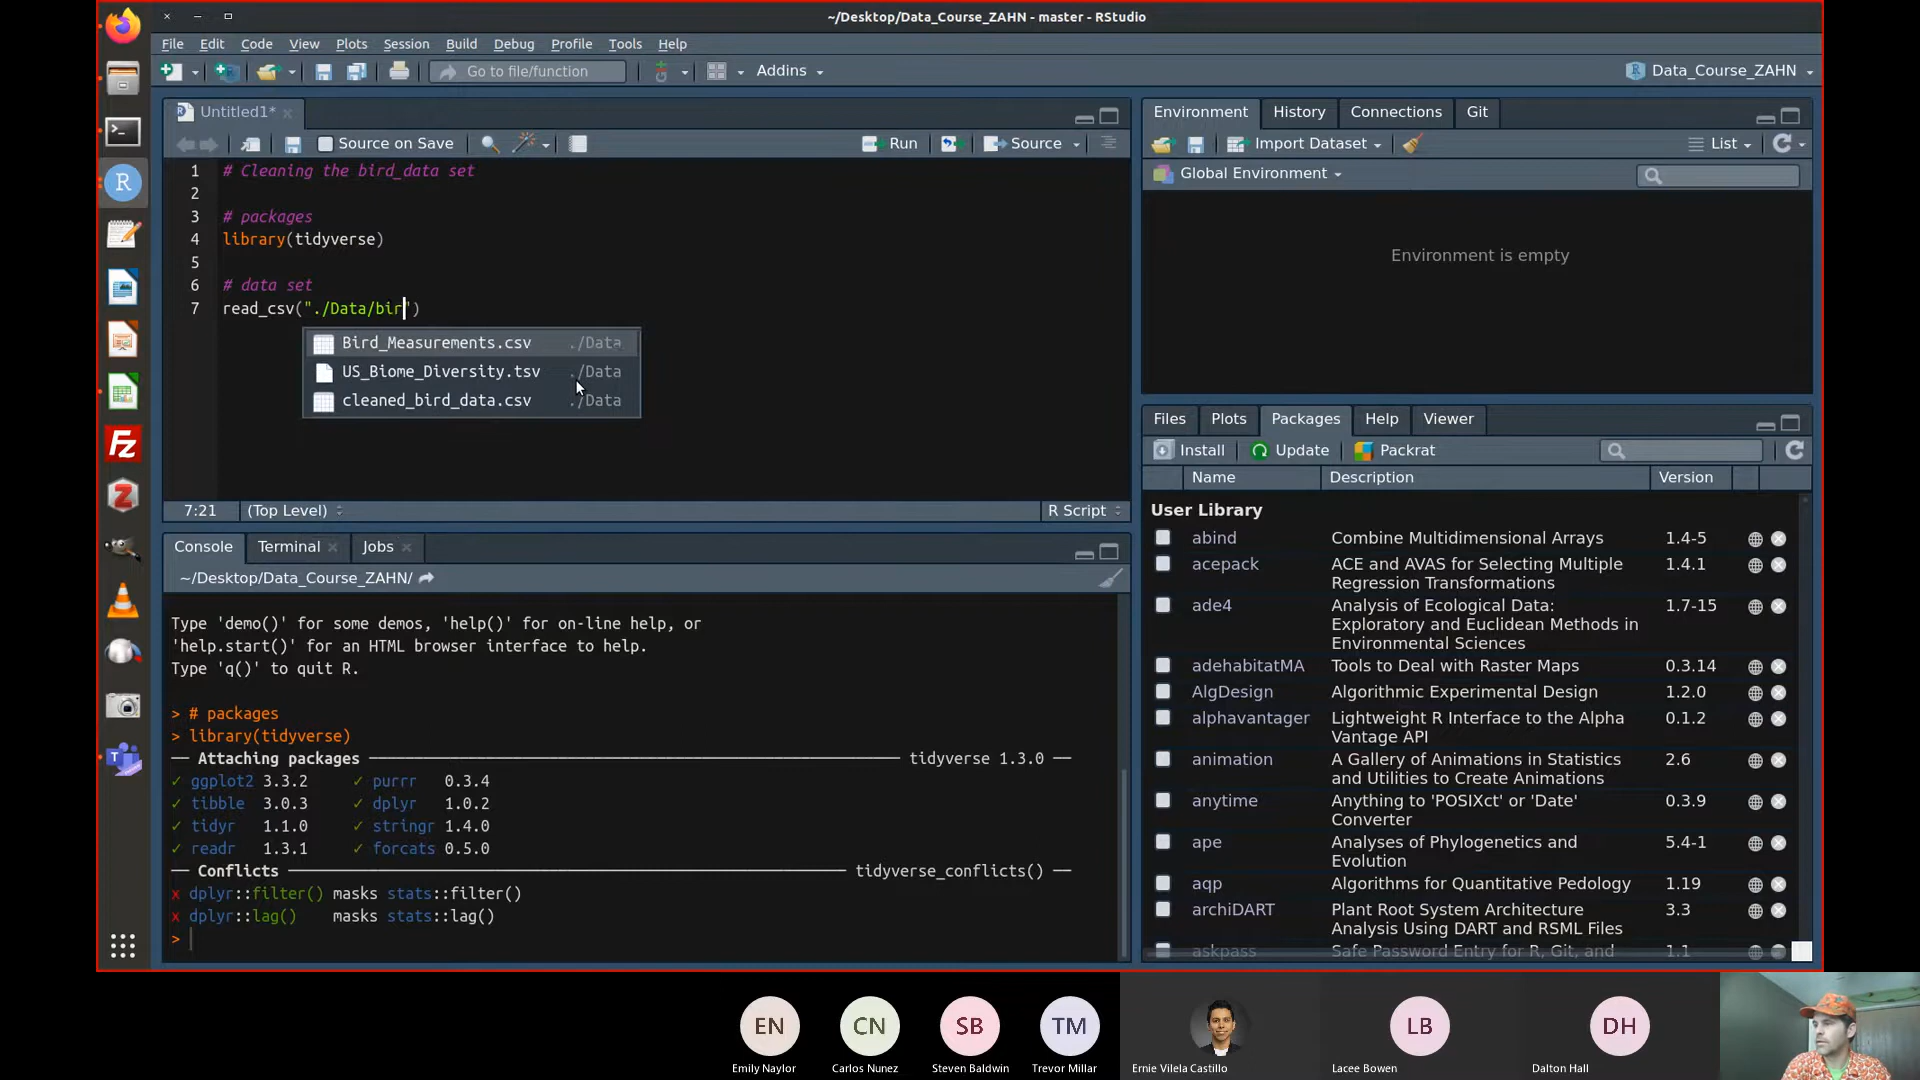 ~/Desktop/Data_Course_ZAHN - master - RStudio
File Edit Code View Plots Session Build Debug Profile Tools Help
Go to file/function
Addins
Data_Course_ZAHN
Untitled1*
Source on Save
Run
Source
1 # Cleaning the bird_data set
2
3 # packages
4 library(tidyverse)
5
6 # data set
7 read_csv("./Data/bir")
Bird_Measurements.csv ./Data
US_Biome_Diversity.tsv ./Data
cleaned_bird_data.csv ./Data
7:21 (Top Level) R Script
Console Terminal Jobs
~/Desktop/Data_Course_ZAHN/
Type 'demo()' for some demos, 'help()' for on-line help, or
'help.start()' for an HTML browser interface to help.
Type 'q()' to quit R.
> # packages
> library(tidyverse)
── Attaching packages ── tidyverse 1.3.0 ──
✓ ggplot2 3.3.2 ✓ purrr 0.3.4
✓ tibble 3.0.3 ✓ dplyr 1.0.2
✓ tidyr 1.1.0 ✓ stringr 1.4.0
✓ readr 1.3.1 ✓ forcats 0.5.0
── Conflicts ── tidyverse_conflicts() ──
x dplyr::filter() masks stats::filter()
x dplyr::lag() masks stats::lag()
>
Environment History Connections Git
Import Dataset
List
Global Environment
Environment is empty
Files Plots Packages Help Viewer
Install Update Packrat
Name Description Version
User Library
abind Combine Multidimensional Arrays 1.4-5
acepack ACE and AVAS for Selecting Multiple 1.4.1
Regression Transformations
ade4 Analysis of Ecological Data: 1.7-15
Exploratory and Euclidean Methods in
Environmental Sciences
adehabitatMA Tools to Deal with Raster Maps 0.3.14
AlgDesign Algorithmic Experimental Design 1.2.0
alphavantager Lightweight R Interface to the Alpha 0.1.2
Vantage API
animation A Gallery of Animations in Statistics 2.6
and Utilities to Create Animations
anytime Anything to 'POSIXct' or 'Date' 0.3.9
Converter
ape Analyses of Phylogenetics and 5.4-1
Evolution
aqp Algorithms for Quantitative Pedology 1.19
archiDART Plant Root System Architecture 3.3
Analysis Using DART and RSML Files
askpass Safe Password Entry for R, Git, and 1.1
R
Fz
Z
T
EN CN SB TM LB DH
Emily Naylor Carlos Nunez Steven Baldwin Trevor Millar Ernie Vilela Castillo Lacee Bowen Dalton Hall